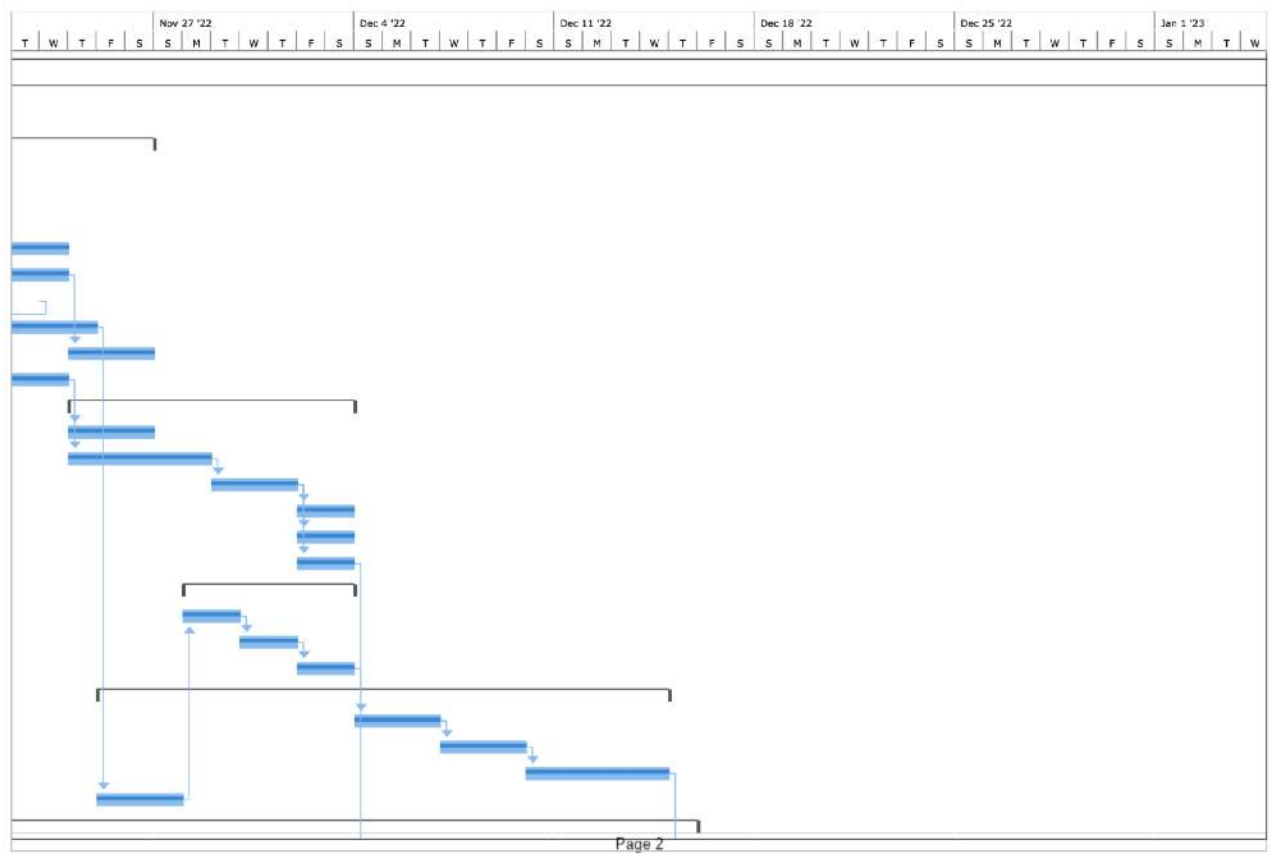 Nov 27 '22 Dec 4 '22 Dec 11 '22 Dec 18 '22 Dec 25 '22 Jan 1 '23
T W T F S S M T W T F S S M T W T F S S M T W T F S S M T W T F S S M T W T F S S M T W
Page 2